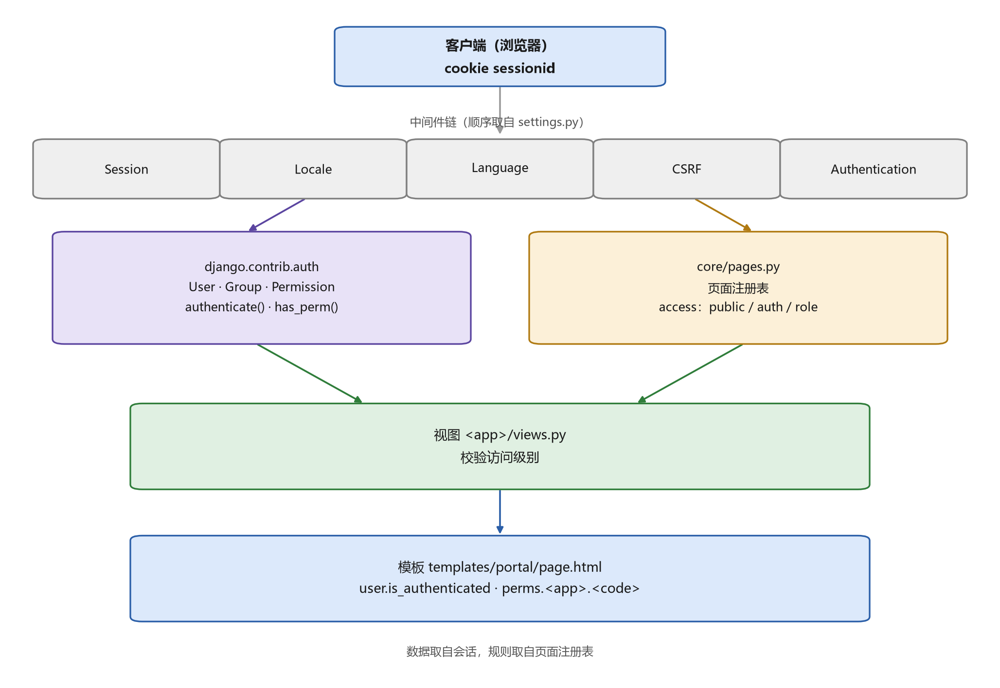 客户端（浏览器）
cookie sessionid
中间件链（顺序取自 settings.py）
Session
Locale
Language
CSRF
Authentication
django.contrib.auth
User · Group · Permission
authenticate() · has_perm()
core/pages.py
页面注册表
access：public / auth / role
视图 <app>/views.py
校验访问级别
模板 templates/portal/page.html
user.is_authenticated · perms.<app>.<code>
数据取自会话，规则取自页面注册表